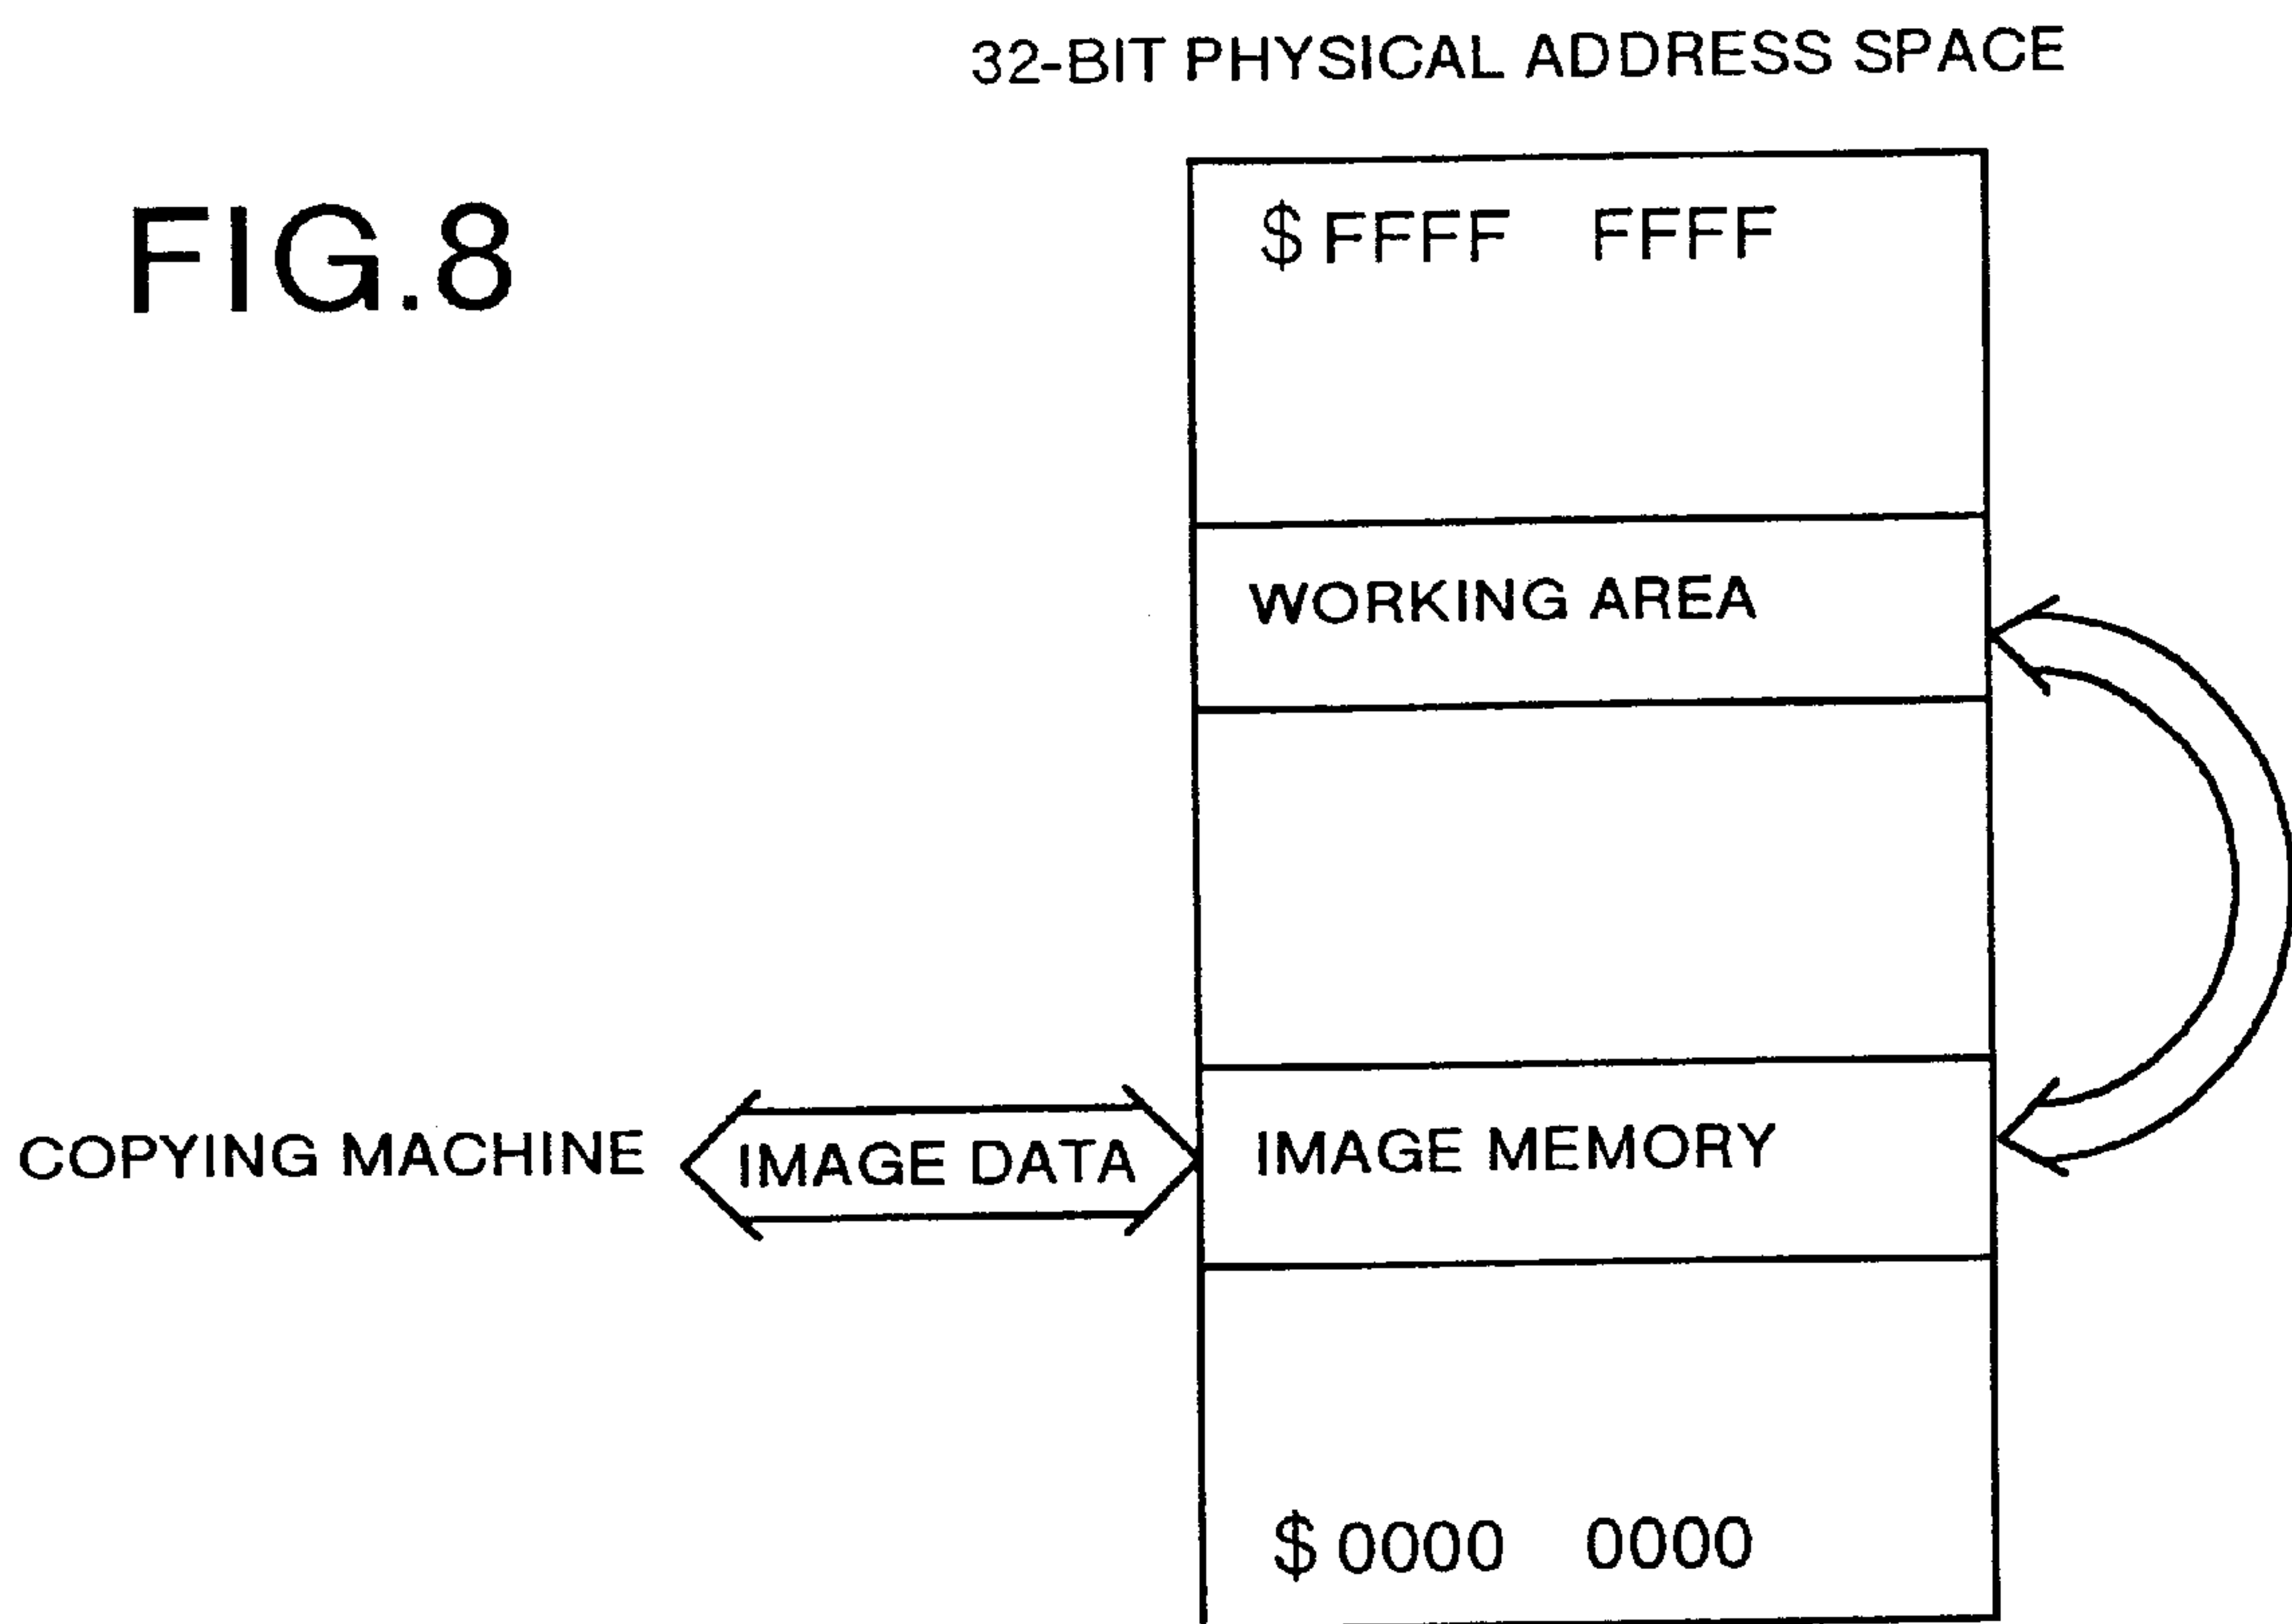 32-BIT PHYSICAL ADDRESS SPACE
FIG.8
$FFFF FFFF
WORKING AREA
COPYING MACHINE
IMAGE DATA
IMAGE MEMORY
$0000 0000